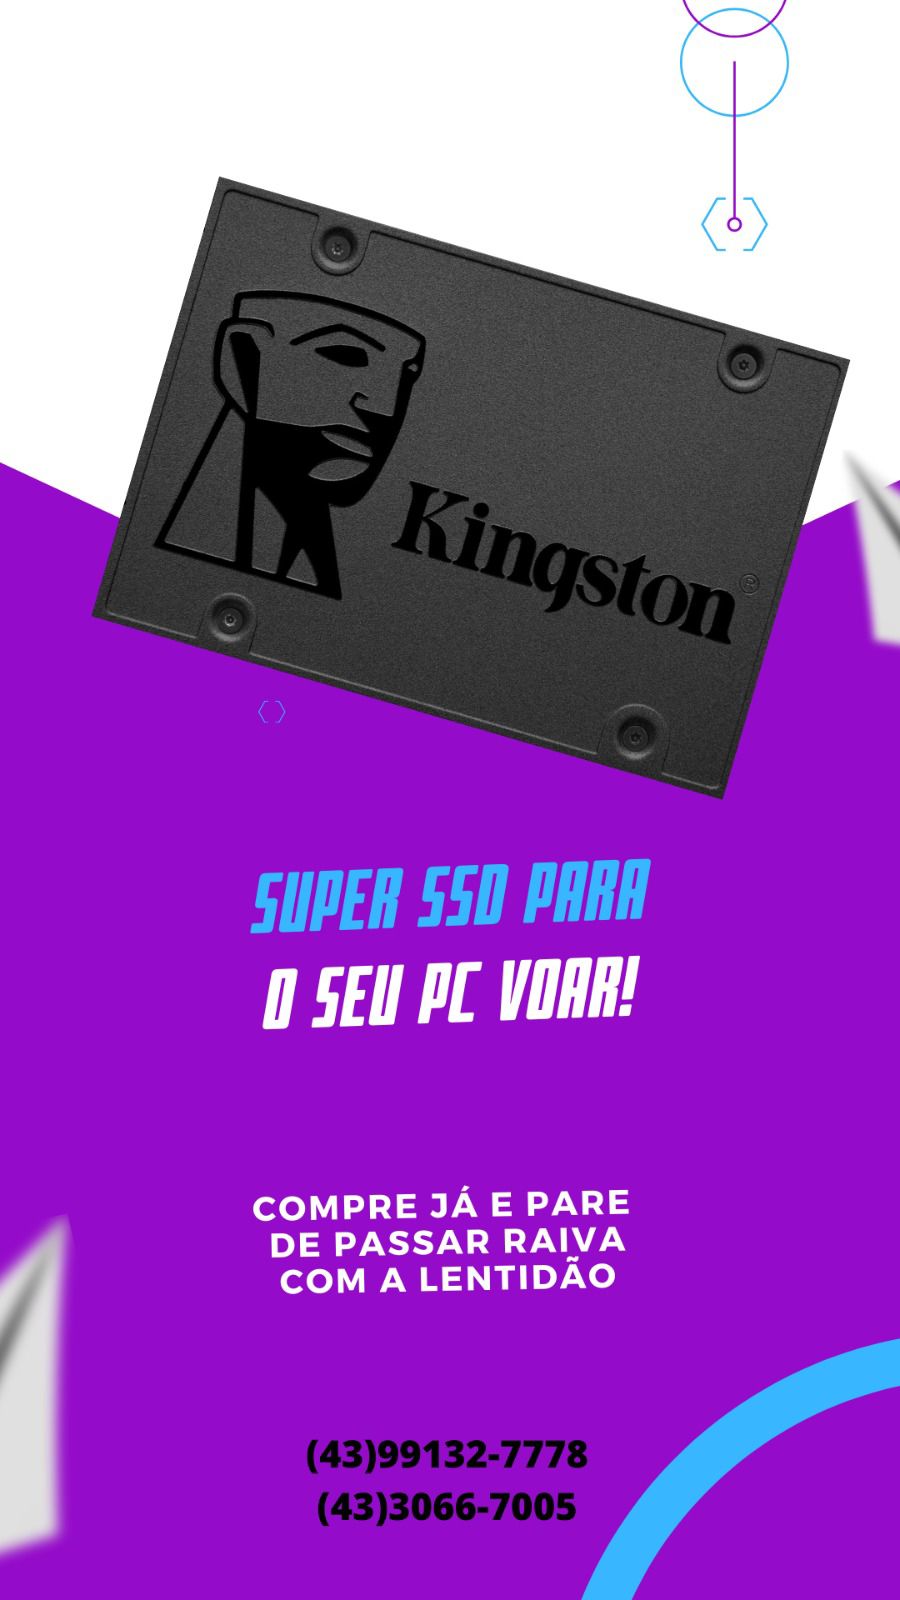 Kingston®
SUPER SSD PARA
O SEU PC VOAR!
COMPRE JÁ E PARE
DE PASSAR RAIVA
COM A LENTIDÃO
(43)99132-7778
(43)3066-7005